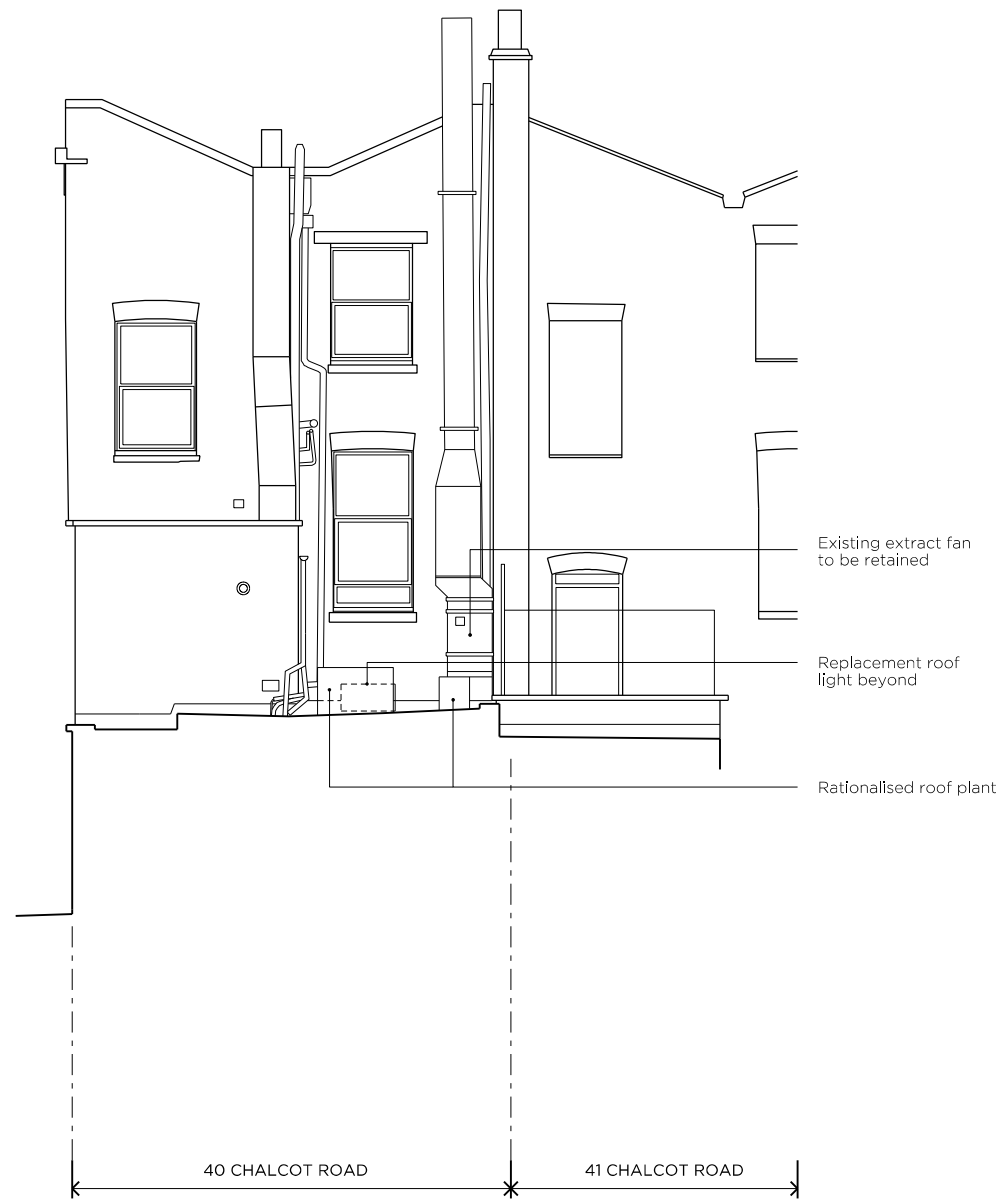 Existing extract fan
to be retained
Replacement roof
light beyond
Rationalised roof plant
40 CHALCOT ROAD
41 CHALCOT ROAD